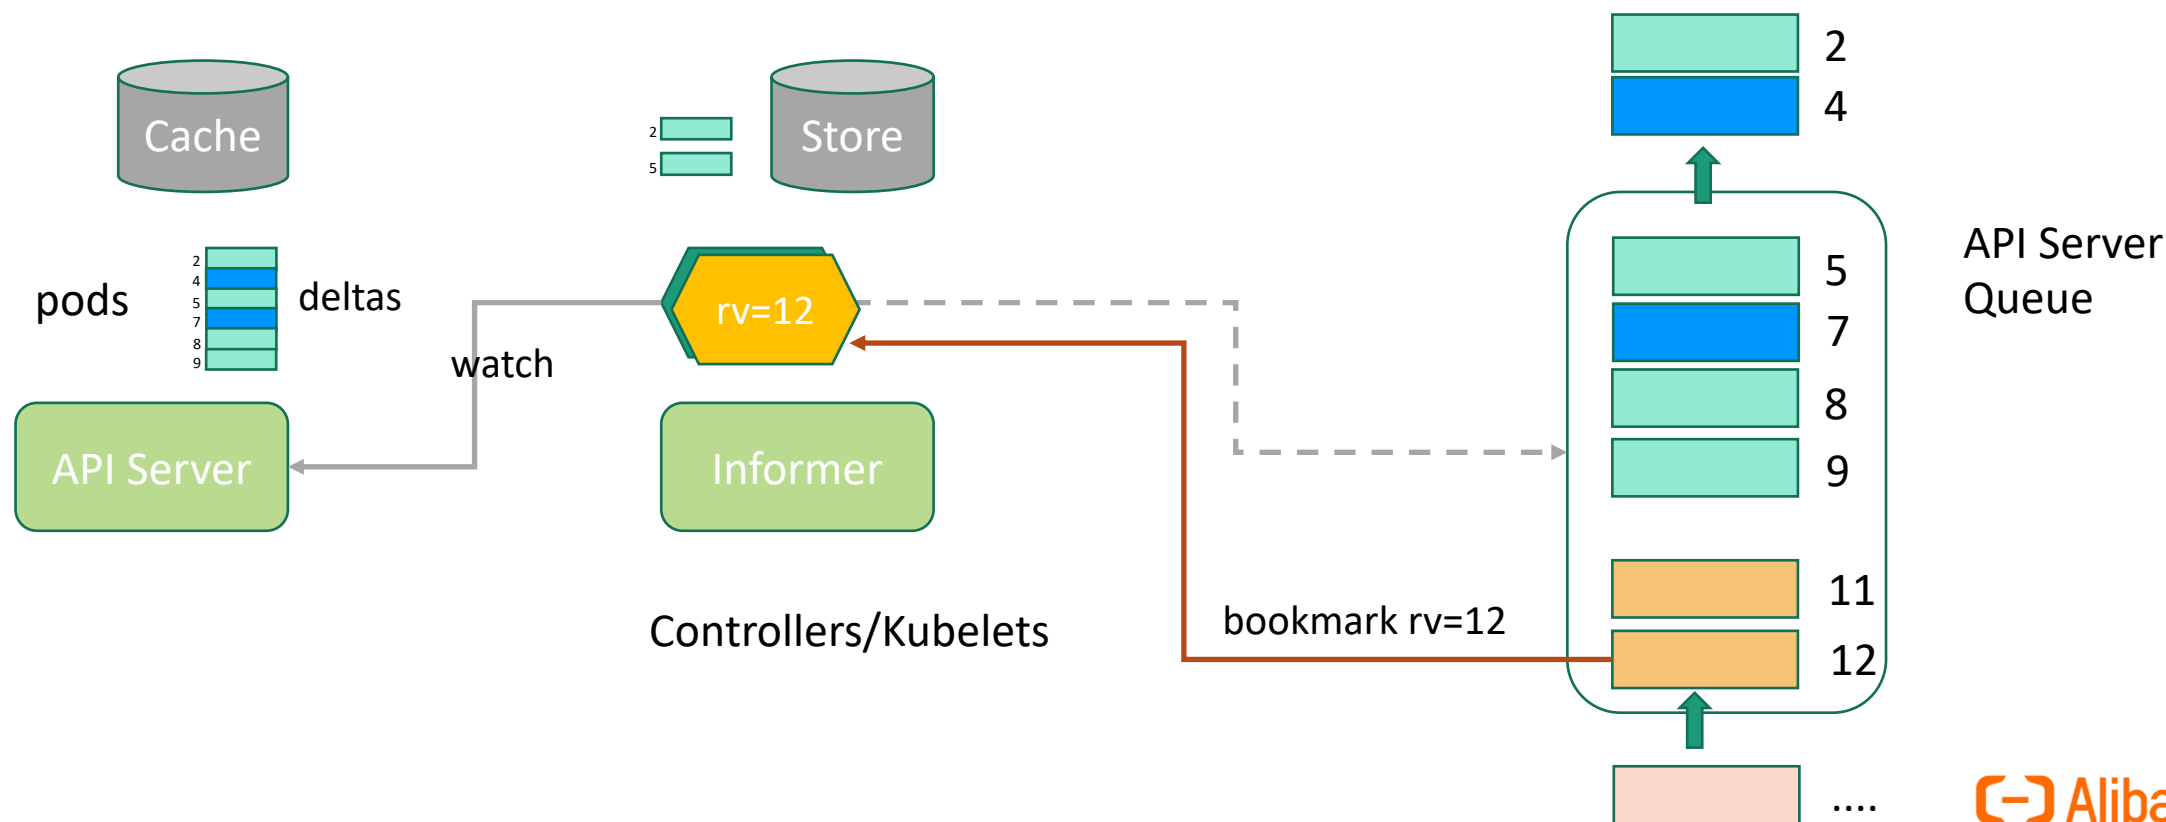 Cache
2
5
Store
2
4
pods
2
4
5
7
8
9
deltas
rv=12
watch
5
7
8
9
API Server
Queue
API Server
Informer
Controllers/Kubelets
bookmark rv=12
11
12
....
Aliba